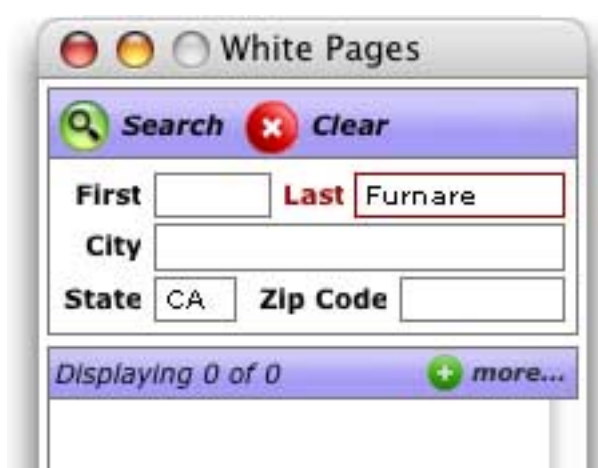 White Pages
Search Clear
First Last Furnare
City
State CA Zip Code
Displaying 0 of 0 more...